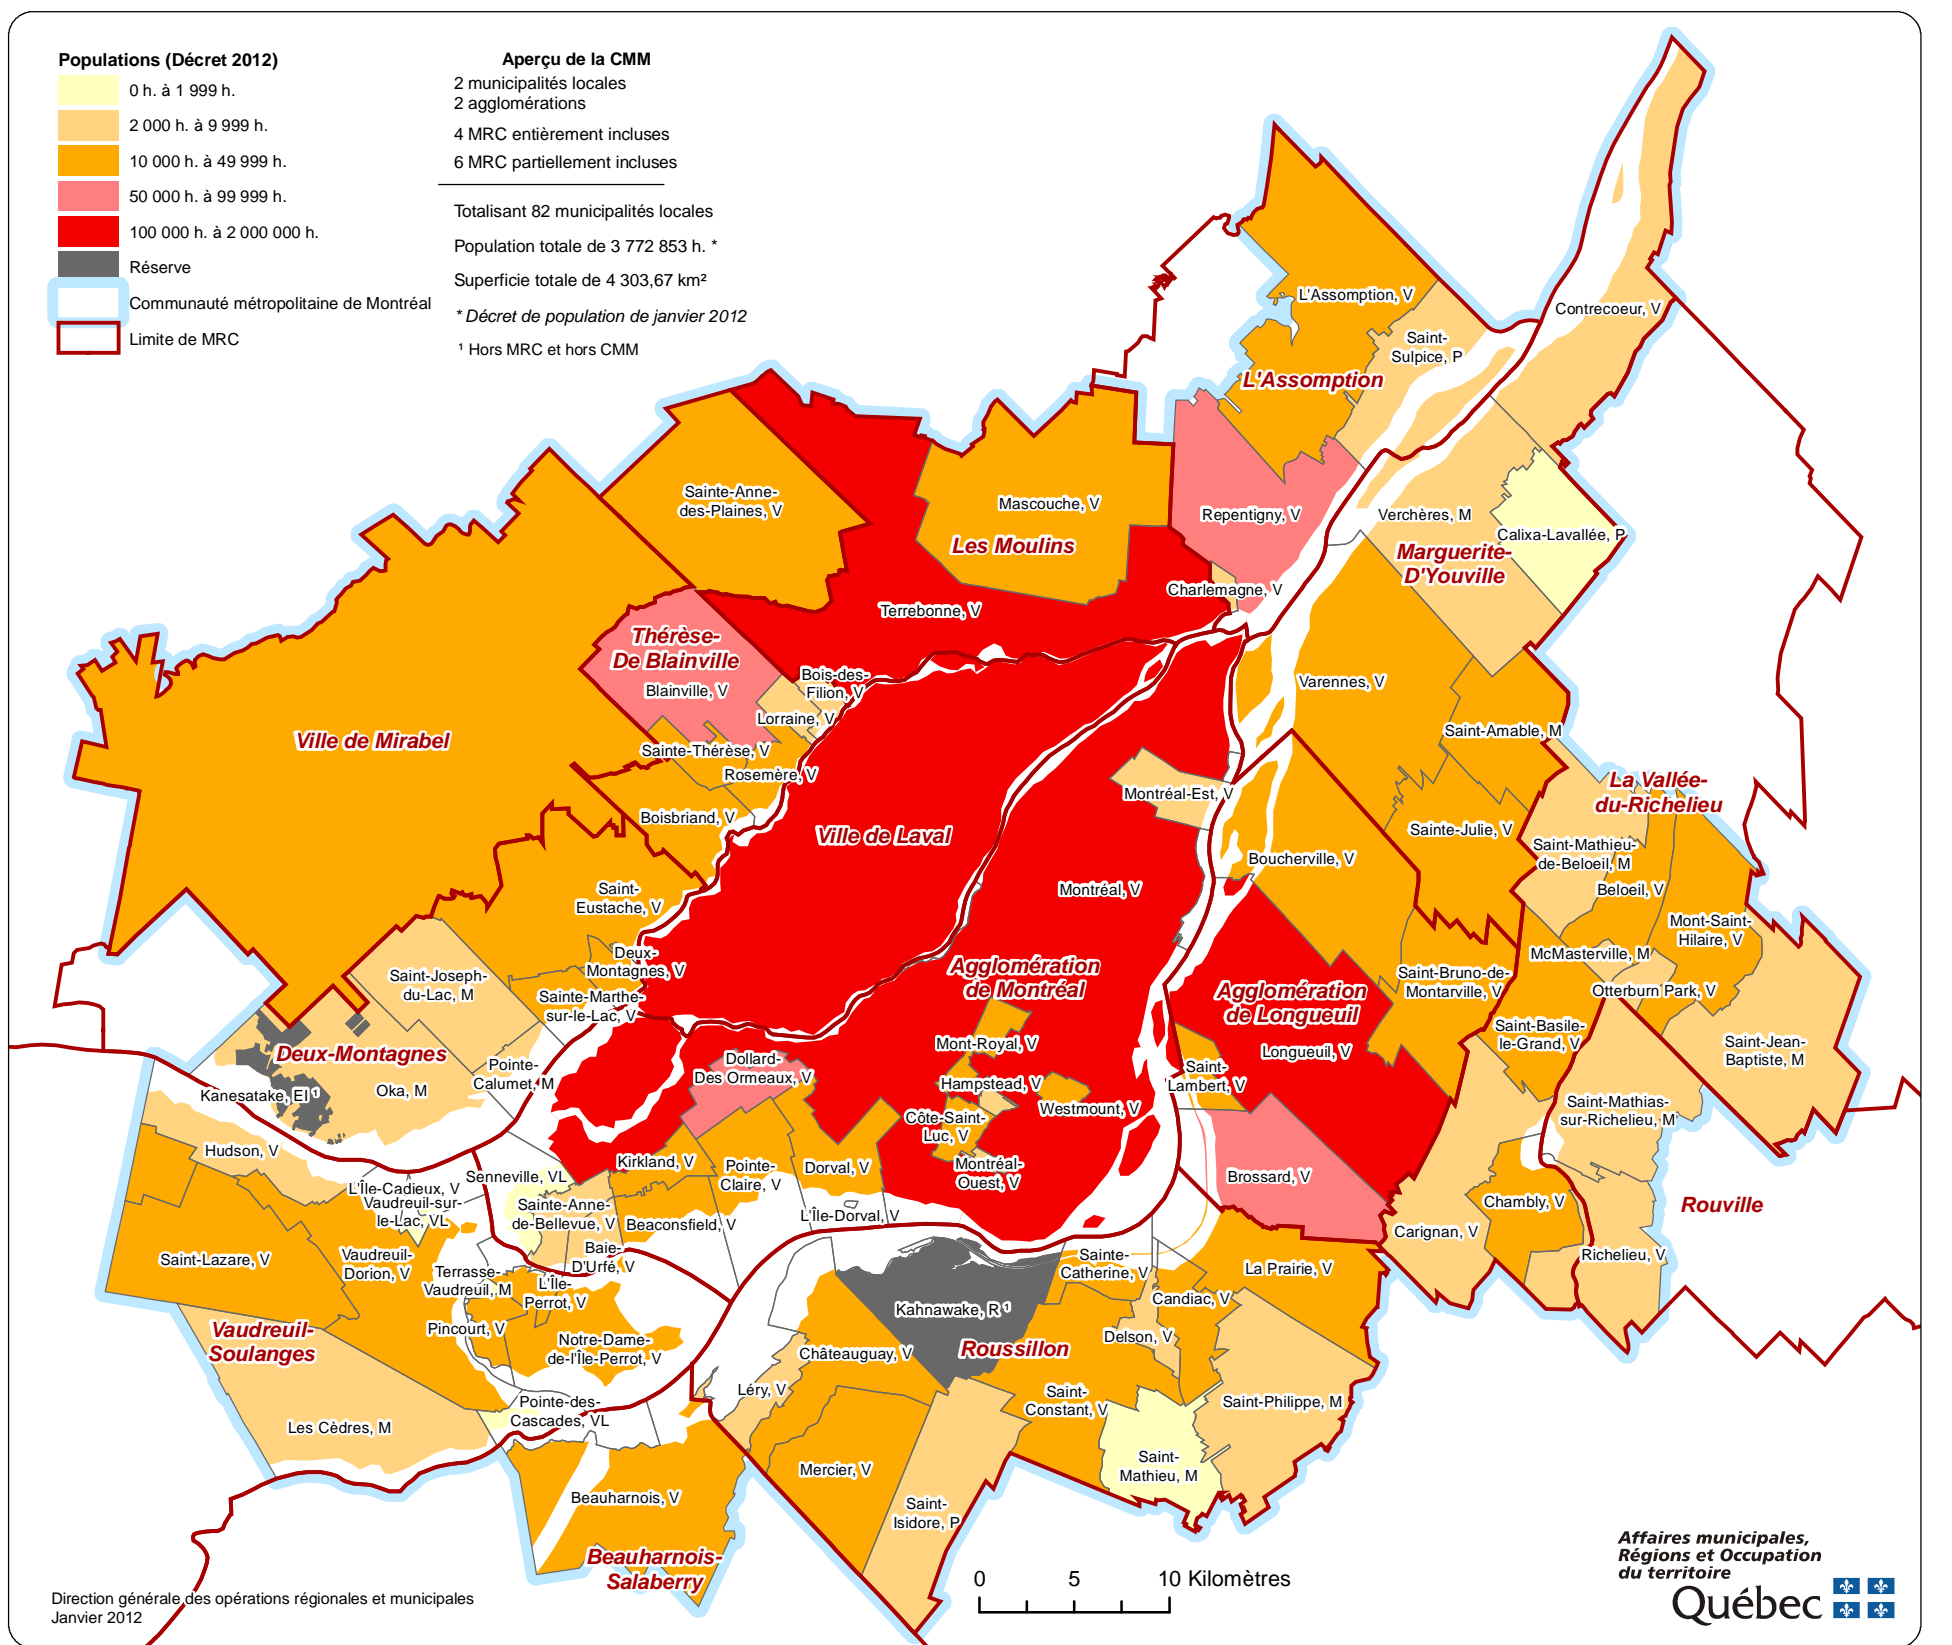 Populations (Décret 2012)
0 h. à 1 999 h.
2 000 h. à 9 999 h.
10 000 h. à 49 999 h.
50 000 h. à 99 999 h.
100 000 h. à 2 000 000 h.
Réserve
Communauté métropolitaine de Montréal
Limite de MRC
Aperçu de la CMM
2 municipalités locales
2 agglomérations
4 MRC entièrement incluses
6 MRC partiellement incluses
Totalisant 82 municipalités locales
Population totale de 3 772 853 h. *
Superficie totale de 4 303,67 km²
* Décret de population de janvier 2012
¹ Hors MRC et hors CMM
L'Assomption, V
Contrecoeur, V
Saint-
Sulpice, P
L'Assomption
Sainte-Anne-
des-Plaines, V
Mascouche, V
Les Moulins
Repentigny, V
Verchères, M
Calixa-Lavallée, P
Marguerite-
D'Youville
Charlemagne, V
Terrebonne, V
Thérèse-
De Blainville
Blainville, V
Bois-des-
Filion, V
Lorraine, V
Varennes, V
Saint-Amable, M
Ville de Mirabel
Sainte-Thérèse, V
Rosemère, V
Boisbriand, V
Montréal-Est, V
La Vallée-
du-Richelieu
Ville de Laval
Sainte-Julie, V
Saint-Mathieu-
de-Beloeil, M
Boucherville, V
Beloeil, V
Saint-
Eustache, V
Montréal, V
Mont-Saint-
Hilaire, V
Deux-
Montagnes, V
McMasterville, M
Saint-Joseph-
du-Lac, M
Agglomération
de Montréal
Saint-Bruno-de-
Montarville, V
Otterburn Park, V
Sainte-Marthe-
sur-le-Lac, V
Agglomération
de Longueuil
Longueuil, V
Saint-Basile-
le-Grand, V
Saint-Jean-
Baptiste, M
Mont-Royal, V
Deux-Montagnes
Pointe-
Calumet, M
Dollard-
Des Ormeaux, V
Saint-
Lambert, V
Kanesatake, EI ¹
Oka, M
Hampstead, V
Westmount, V
Côte-Saint-
Luc, V
Saint-Mathias-
sur-Richelieu, M
Hudson, V
Senneville, VL
Kirkland, V
Pointe-
Claire, V
Dorval, V
Montréal-
Ouest, V
Brossard, V
L'Île-Cadieux, V
Vaudreuil-sur-
le-Lac, VL
Sainte-Anne-
de-Bellevue, V
Beaconsfield, V
L'Île-Dorval, V
Chambly, V
Rouville
Carignan, V
Saint-Lazare, V
Vaudreuil-
Dorion, V
Baie-
D'Urfé, V
Richelieu, V
Terrasse-
Vaudreuil, M
L'Île-
Perrot, V
Sainte-
Catherine, V
La Prairie, V
Kahnawake, R ¹
Candiac, V
Vaudreuil-
Soulanges
Pincourt, V
Notre-Dame-
de-l'Île-Perrot, V
Châteauguay, V
Roussillon
Delson, V
Léry, V
Saint-
Constant, V
Saint-Philippe, M
Pointe-des-
Cascades, VL
Les Cèdres, M
Mercier, V
Saint-
Mathieu, M
Beauharnois, V
Saint-
Isidore, P
Beauharnois-
Salaberry
0 5 10 Kilomètres
Direction générale des opérations régionales et municipales
Janvier 2012
Affaires municipales,
Régions et Occupation
du territoire
Québec